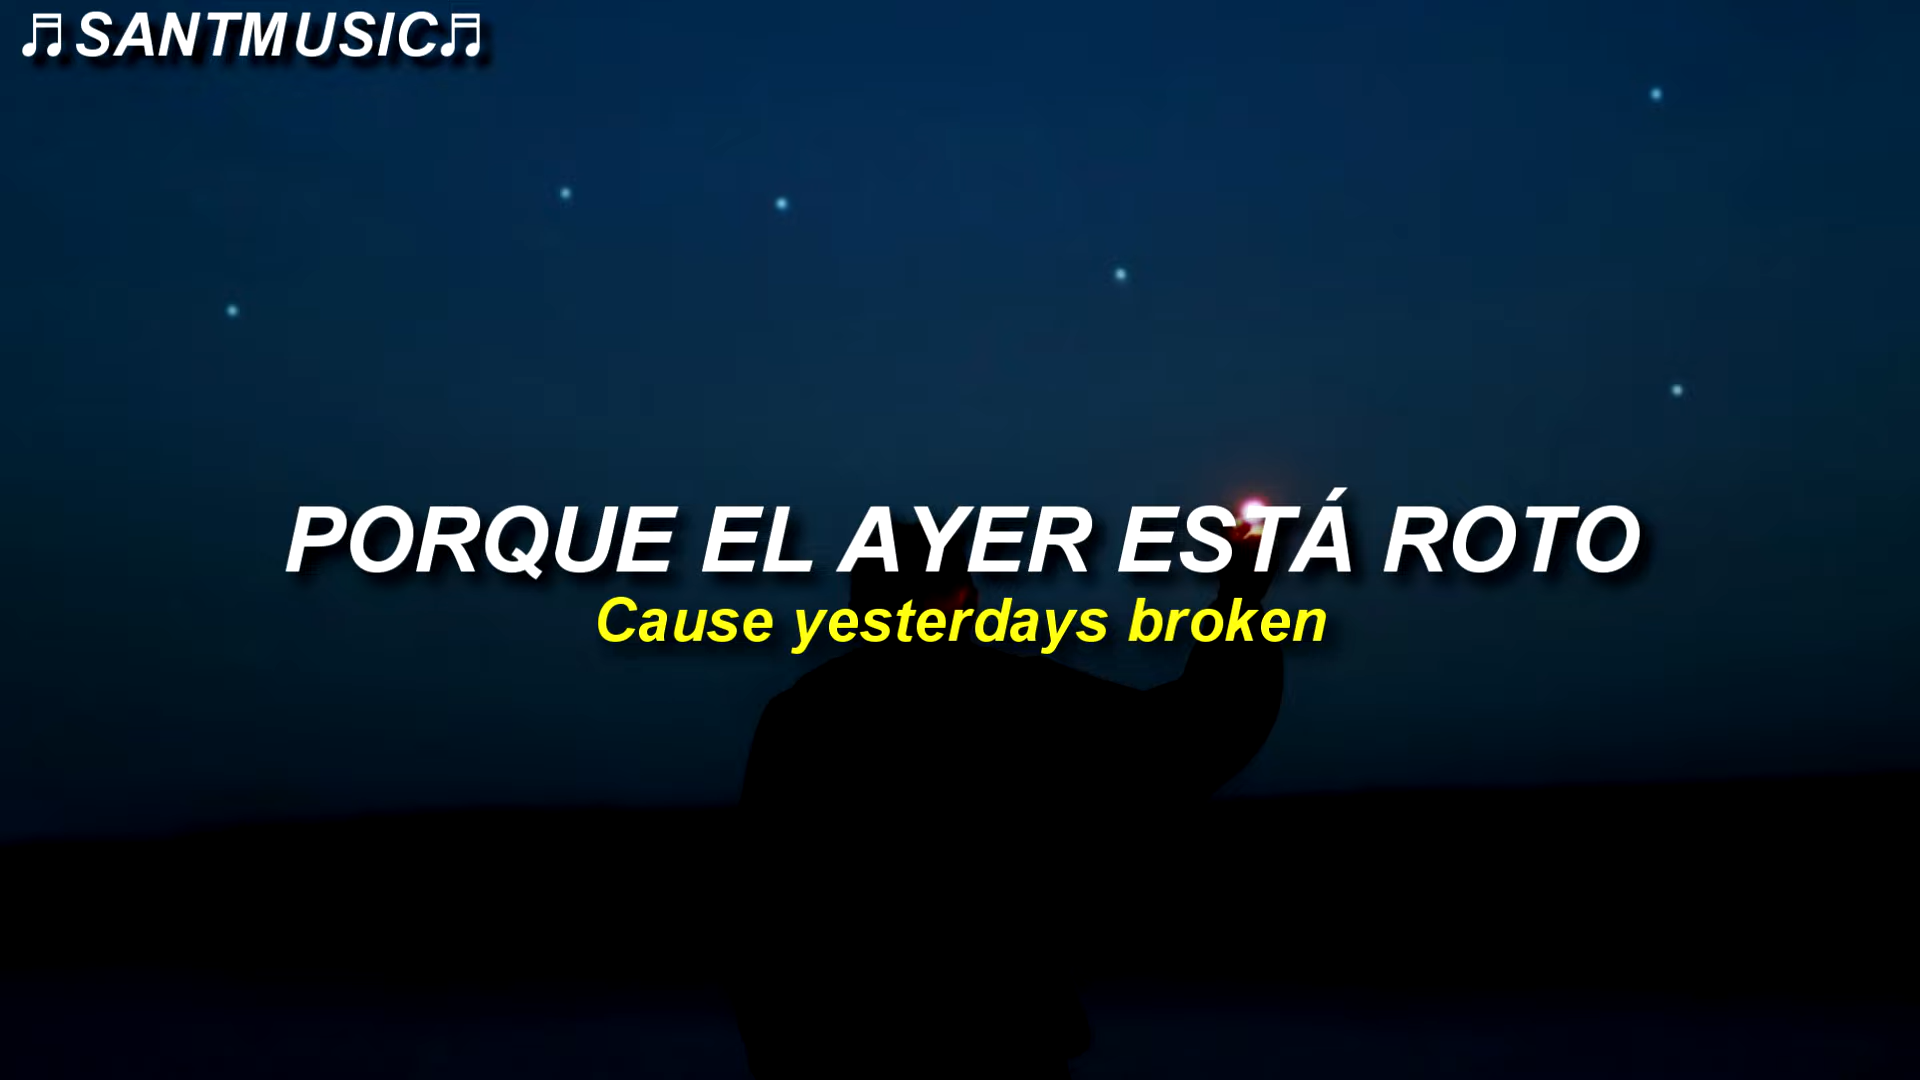 ♬SANTMUSIC♬
PORQUE EL AYER ESTÁ ROTO
Cause yesterdays broken